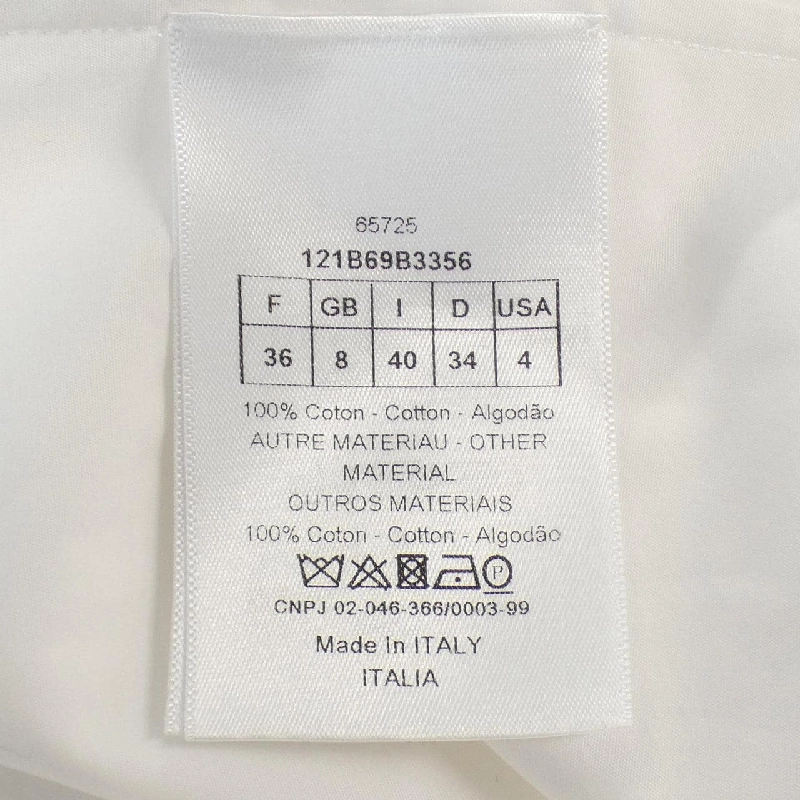 65725
121B69B3356
F GB I D USA
36 8 40 34 4
100% Coton - Cotton - Algodão
AUTRE MATERIAU - OTHER
MATERIAL
OUTROS MATERIAIS
100% Coton - Cotton - Algodão
P
CNPJ 02-046-366/0003-99
Made In ITALY
ITALIA